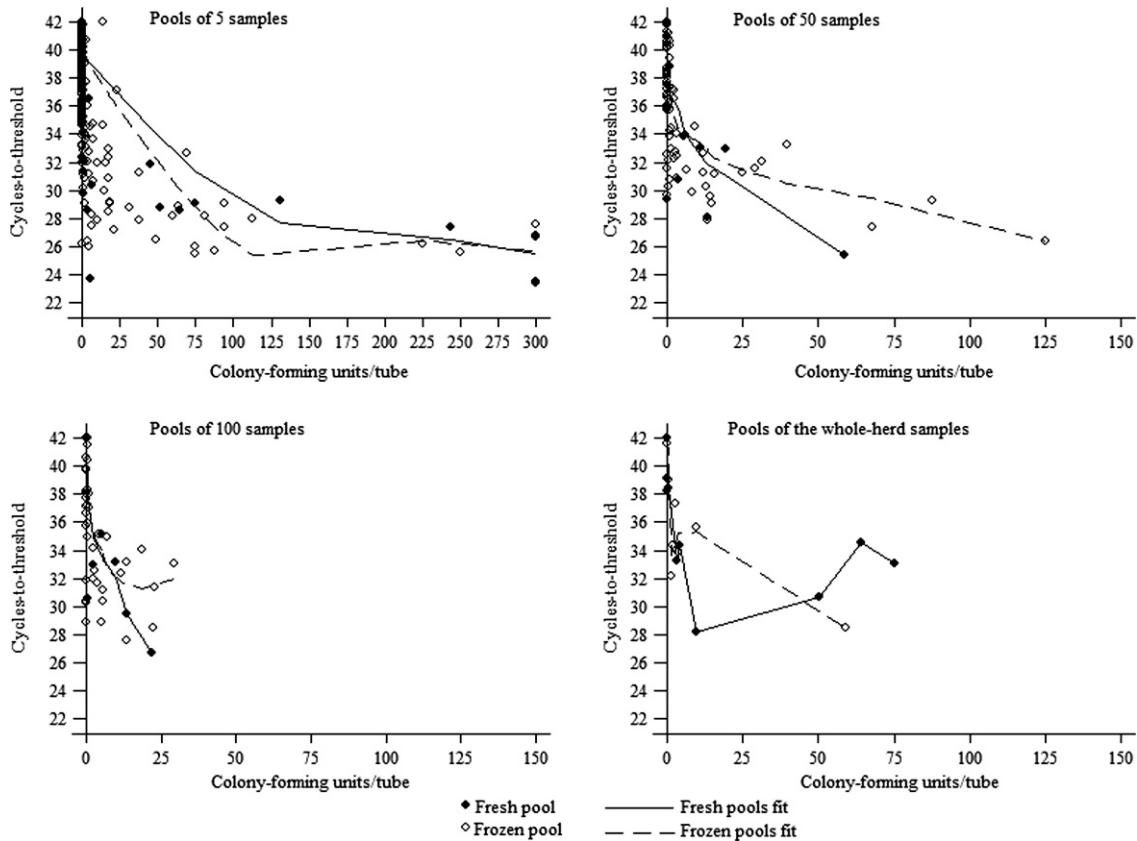 Pools of 5 samples
Cycles-to-threshold
42
40
38
36
34
32
30
28
26
24
22
0 25 50 75 100 125 150 175 200 225 250 275 300
Colony-forming units/tube
Pools of 50 samples
Cycles-to-threshold
42
40
38
36
34
32
30
28
26
24
22
0 25 50 75 100 125 150
Colony-forming units/tube
Pools of 100 samples
Cycles-to-threshold
42
40
38
36
34
32
30
28
26
24
22
0 25 50 75 100 125 150
Colony-forming units/tube
Pools of the whole-herd samples
Cycles-to-threshold
42
40
38
36
34
32
30
28
26
24
22
0 25 50 75 100 125 150
Colony-forming units/tube
Fresh pool Fresh pools fit
Frozen pool Frozen pools fit